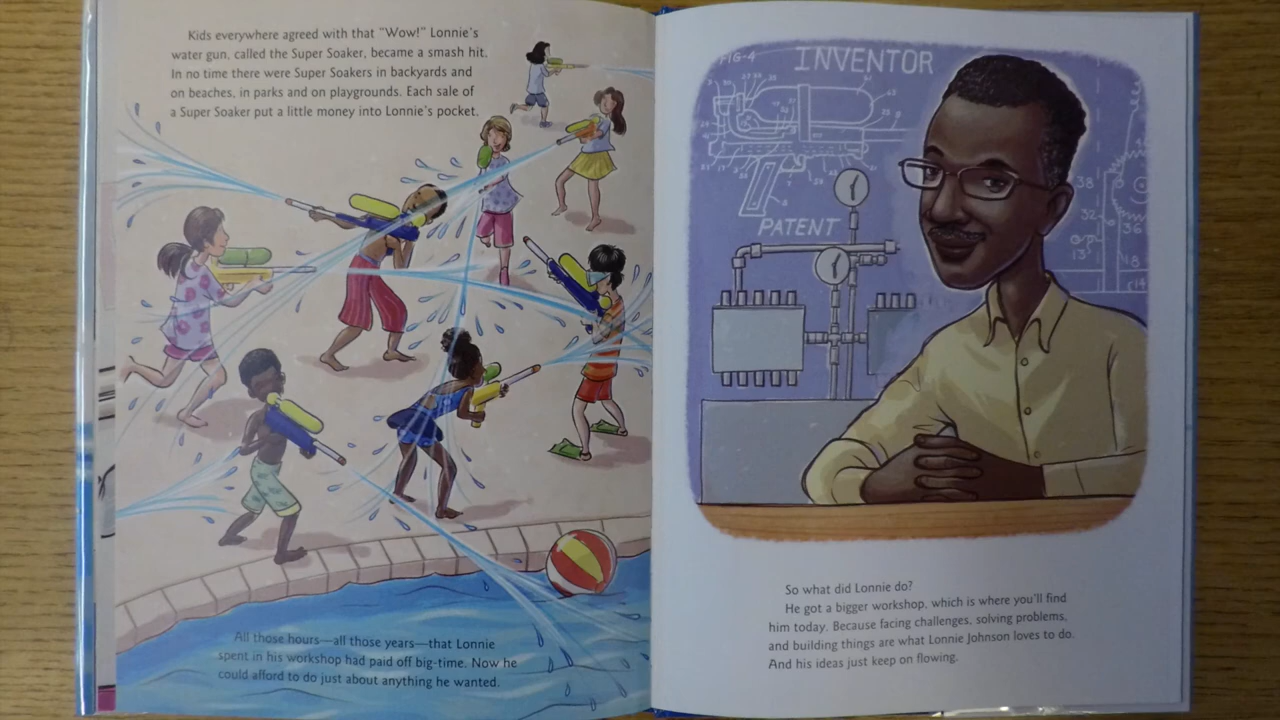 Kids everywhere agreed with that "Wow!" Lonnie's
water gun, called the Super Soaker, became a smash hit.
In no time there were Super Soakers in backyards and
on beaches, in parks and on playgrounds. Each sale of
a Super Soaker put a little money into Lonnie's pocket.
All those hours—all those years—that Lonnie
spent in his workshop had paid off big-time. Now he
could afford to do just about anything he wanted.
FIG-4
INVENTOR
PATENT
38
32
36
13
18
r14
So what did Lonnie do?
He got a bigger workshop, which is where you'll find
him today. Because facing challenges, solving problems,
and building things are what Lonnie Johnson loves to do.
And his ideas just keep on flowing.